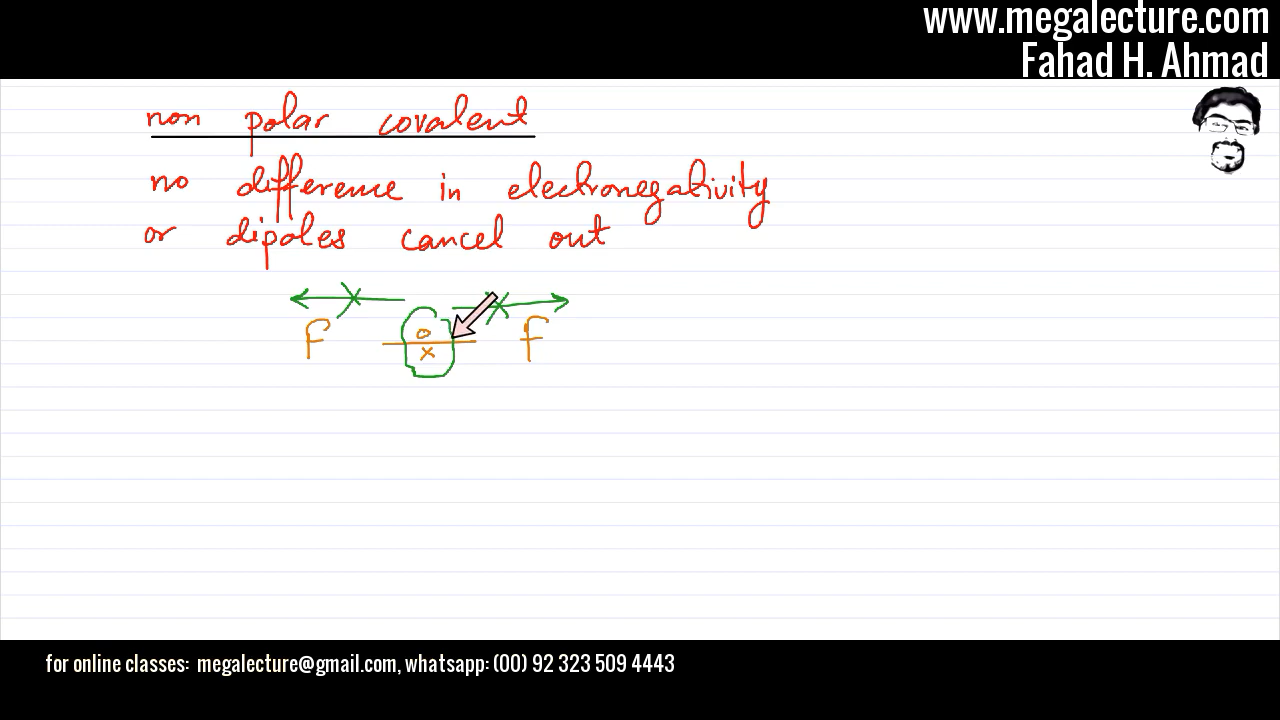 www.megalecture.com
Fahad H. Ahmad
non polar covalent
no difference in electronegativity
or dipoles cancel out
F o F
x
for online classes: megalecture@gmail.com, whatsapp: (00) 92 323 509 4443